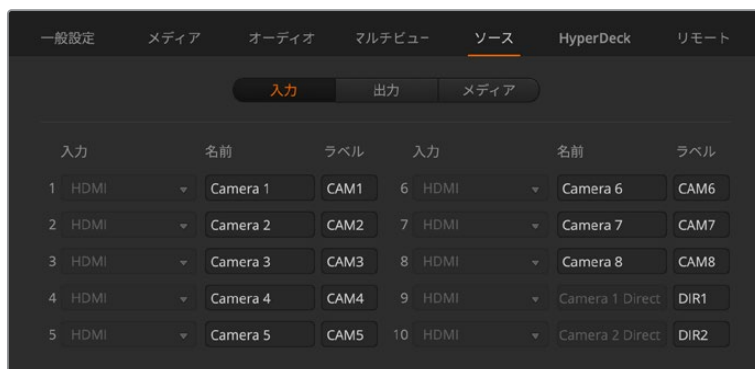 一般設定 メディア オーディオ マルチビュー ソース HyperDeck リモート
入力 出力 メディア
入力 名前 ラベル 入力 名前 ラベル
1 HDMI Camera 1 CAM1 6 HDMI Camera 6 CAM6
2 HDMI Camera 2 CAM2 7 HDMI Camera 7 CAM7
3 HDMI Camera 3 CAM3 8 HDMI Camera 8 CAM8
4 HDMI Camera 4 CAM4 9 HDMI Camera 1 Direct DIR1
5 HDMI Camera 5 CAM5 10 HDMI Camera 2 Direct DIR2